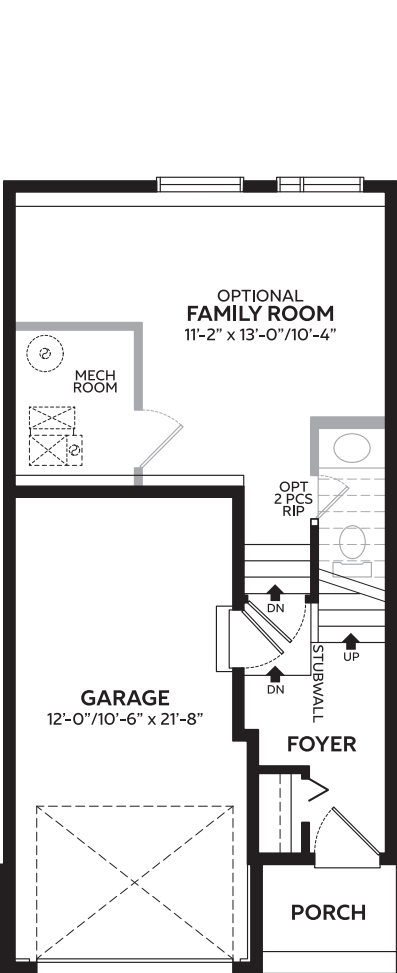 OPTIONAL
FAMILY ROOM
11'-2" x 13'-0"/10'-4"
MECH
ROOM
OPT
2 PCS
RIP
DN
UP
STUBWALL
DN
GARAGE
12'-0"/10'-6" x 21'-8"
FOYER
PORCH